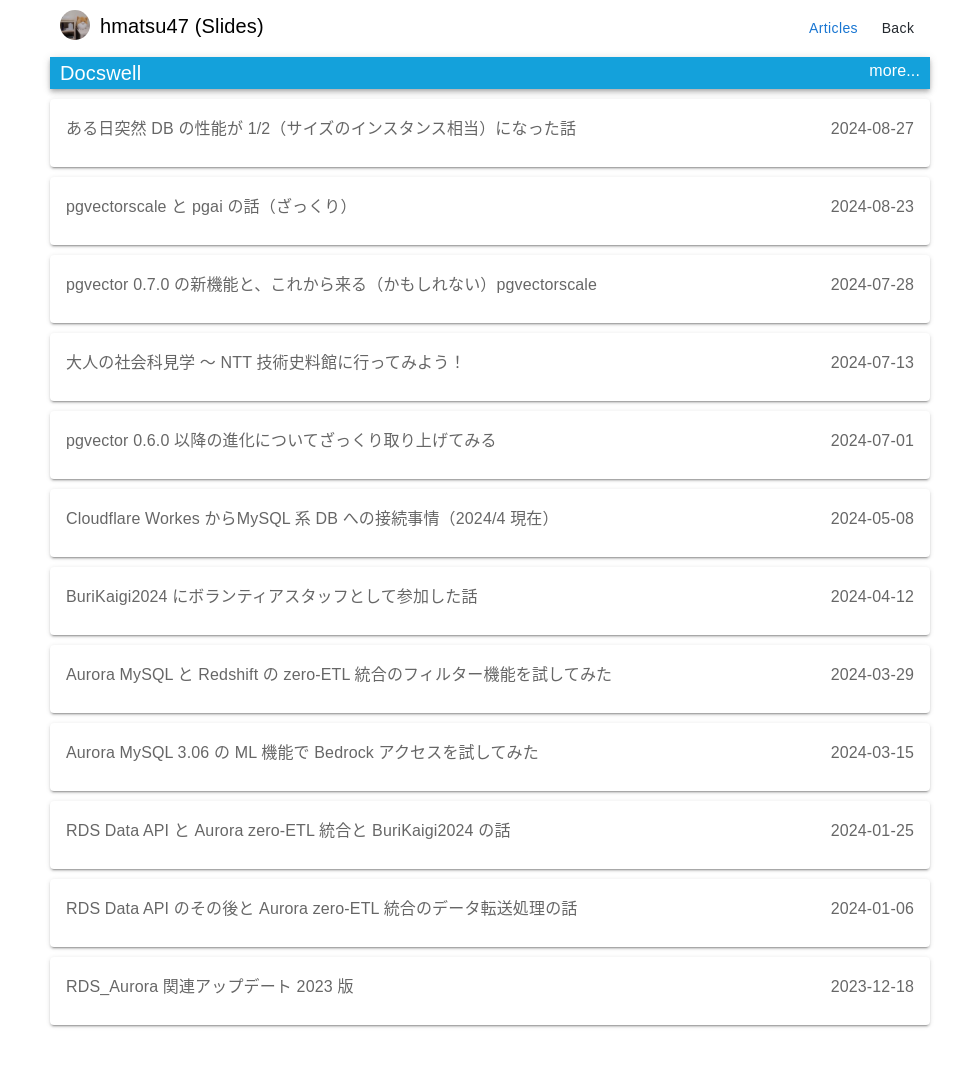 hmatsu47 (Slides)
Articles Back
Docswell more...
ある日突然 DB の性能が 1/2（サイズのインスタンス相当）になった話 2024-08-27
pgvectorscale と pgai の話（ざっくり） 2024-08-23
pgvector 0.7.0 の新機能と、これから来る（かもしれない）pgvectorscale 2024-07-28
大人の社会科見学 〜 NTT 技術史料館に行ってみよう！ 2024-07-13
pgvector 0.6.0 以降の進化についてざっくり取り上げてみる 2024-07-01
Cloudflare Workes からMySQL 系 DB への接続事情（2024/4 現在） 2024-05-08
BuriKaigi2024 にボランティアスタッフとして参加した話 2024-04-12
Aurora MySQL と Redshift の zero-ETL 統合のフィルター機能を試してみた 2024-03-29
Aurora MySQL 3.06 の ML 機能で Bedrock アクセスを試してみた 2024-03-15
RDS Data API と Aurora zero-ETL 統合と BuriKaigi2024 の話 2024-01-25
RDS Data API のその後と Aurora zero-ETL 統合のデータ転送処理の話 2024-01-06
RDS_Aurora 関連アップデート 2023 版 2023-12-18